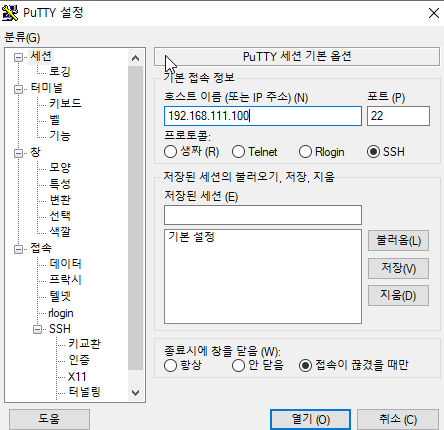 PuTTY 설정
분류(G)
세션
로깅
터미널
키보드
벨
기능
창
모양
특성
변환
선택
색깔
접속
데이터
프락시
텔넷
rlogin
SSH
키교환
인증
X11
터널링
PuTTY 세션 기본 옵션
기본 접속 정보
호스트 이름 (또는 IP 주소) (N) 포트 (P)
192.168.111.100 22
프로토콜:
생짜 (R) Telnet Rlogin SSH
저장된 세션의 불러오기, 저장, 지움
저장된 세션 (E)
기본 설정
불러옴(L)
저장(V)
지움(D)
종료시에 창을 닫음 (W):
항상 안 닫음 접속이 끊겼을 때만
도움 열기 (O) 취소 (C)